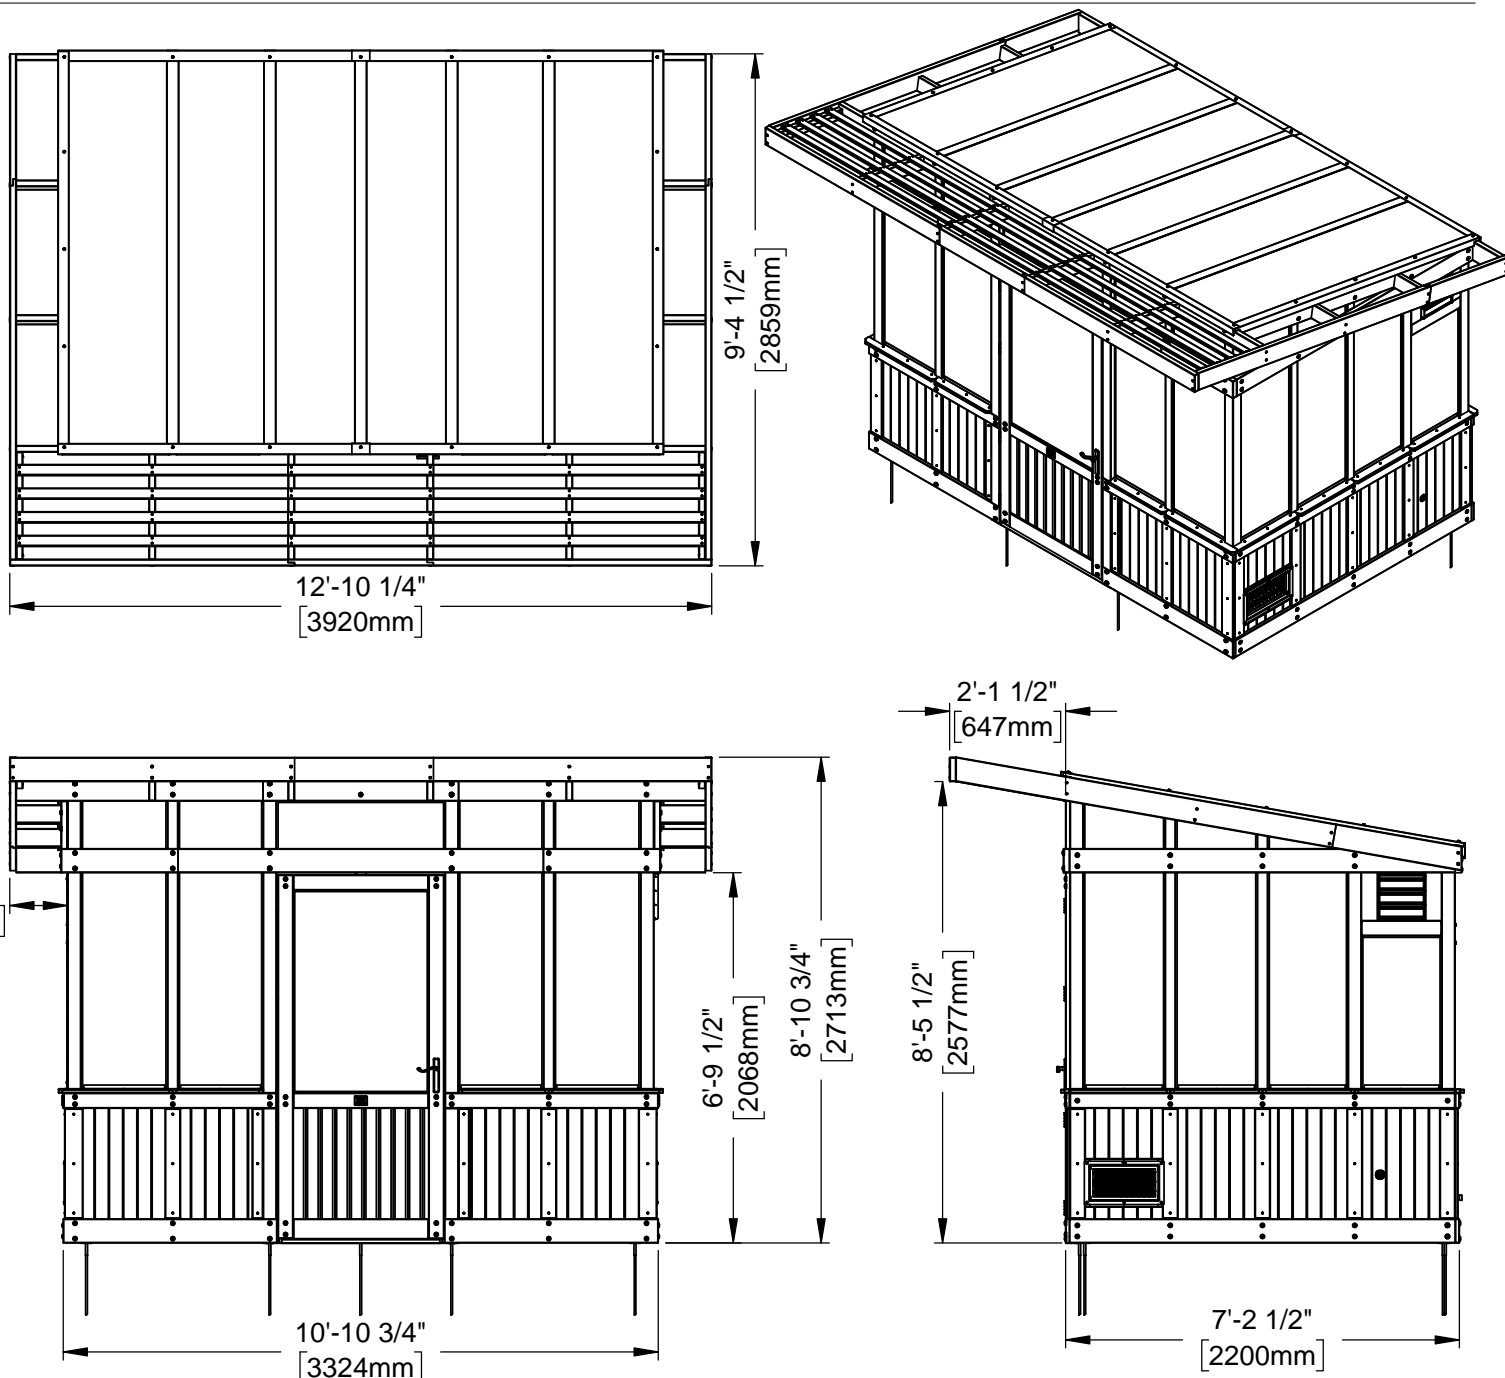 9'-4 1/2"
[2859mm]
12'-10 1/4"
[3920mm]
2'-1 1/2"
[647mm]
6'-9 1/2"
[2068mm]
8'-10 3/4"
[2713mm]
8'-5 1/2"
[2577mm]
10'-10 3/4"
[3324mm]
7'-2 1/2"
[2200mm]